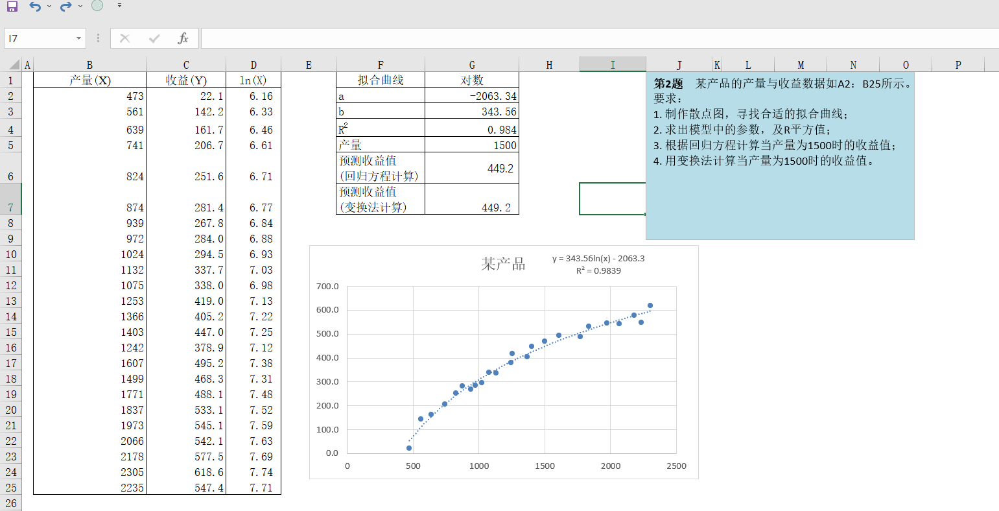 I7
fx
A B C D E F G H I J K L M N O P
1 产量(X) 收益(Y) ln(X) 拟合曲线 对数
2 473 22.1 6.16 a -2063.34
3 561 142.2 6.33 b 343.56
4 639 161.7 6.46 R² 0.984
5 741 206.7 6.61 产量 1500
6 824 251.6 6.71 预测收益值
(回归方程计算) 449.2
7 874 281.4 6.77 预测收益值
(变换法计算) 449.2
8 939 267.8 6.84
9 972 284.0 6.88
10 1024 294.5 6.93
11 1132 337.7 7.03
12 1075 338.0 6.98
13 1253 419.0 7.13
14 1366 405.2 7.22
15 1403 447.0 7.25
16 1242 378.9 7.12
17 1607 495.2 7.38
18 1499 468.3 7.31
19 1771 488.1 7.48
20 1837 533.1 7.52
21 1973 545.1 7.59
22 2066 542.1 7.63
23 2178 577.5 7.69
24 2305 618.6 7.74
25 2235 547.4 7.71
26
第2题 某产品的产量与收益数据如A2：B25所示。
要求：
1. 制作散点图，寻找合适的拟合曲线；
2. 求出模型中的参数，及R平方值；
3. 根据回归方程计算当产量为1500时的收益值；
4. 用变换法计算当产量为1500时的收益值。
某产品
y = 343.56ln(x) - 2063.3
R² = 0.9839
700.0
600.0
500.0
400.0
300.0
200.0
100.0
0.0
0 500 1000 1500 2000 2500